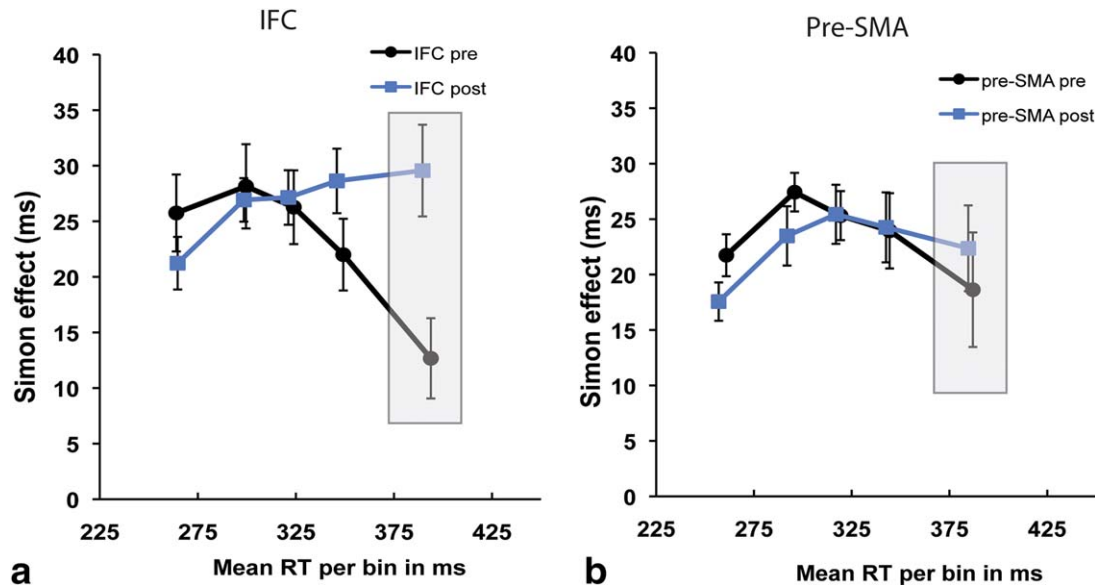 IFC
IFC pre
IFC post
40
35
30
25
20
15
10
5
0
Simon effect (ms)
225 275 325 375 425
Mean RT per bin in ms
a
Pre-SMA
pre-SMA pre
pre-SMA post
40
35
30
25
20
15
10
5
0
Simon effect (ms)
225 275 325 375 425
Mean RT per bin in ms
b